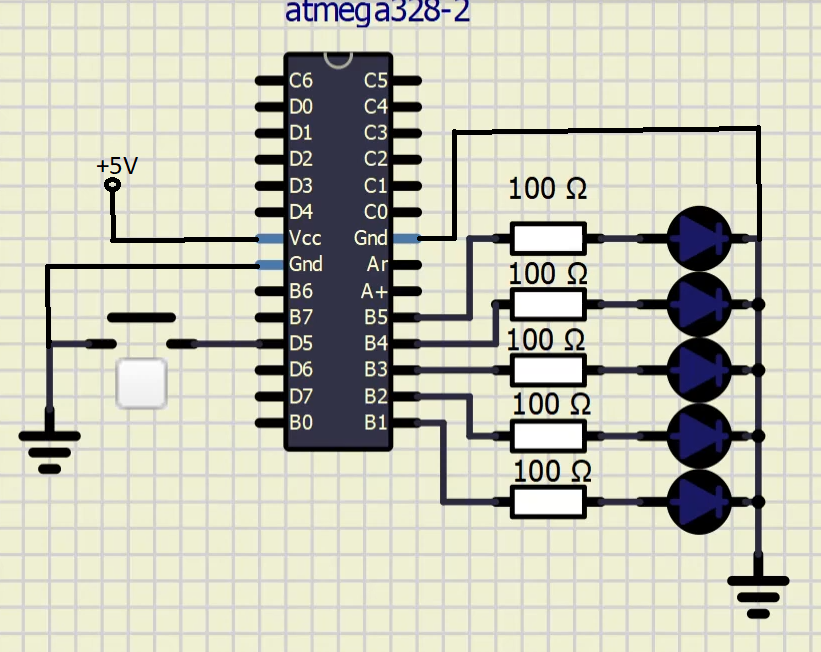 atmega328-2
C6 C5
D0 C4
D1 C3
D2 C2
+5V
D3 C1
100 Ω
D4 C0
Vcc Gnd
Gnd Ar
100 Ω
B6 A+
B7 B5
100 Ω
D5 B4
D6 B3
D7 B2
100 Ω
B0 B1
100 Ω